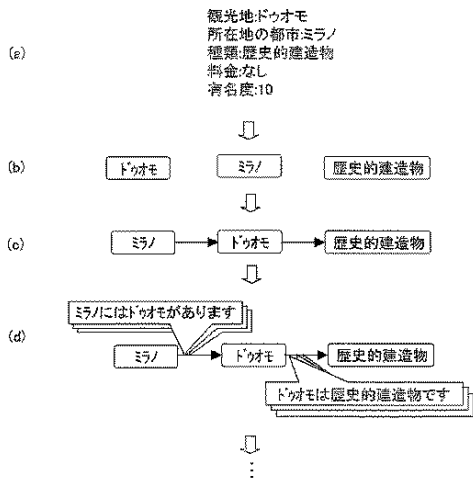 (a)
観光地:ドゥオモ
所在地の都市:ミラノ
種類:歴史的建造物
料金:なし
有名度:10
(b)
ドゥオモ ミラノ 歴史的建造物
(c)
ミラノ ドゥオモ 歴史的建造物
ミラノにはドゥオモがあります
(d)
ミラノ ドゥオモ 歴史的建造物
ドゥオモは歴史的建造物です